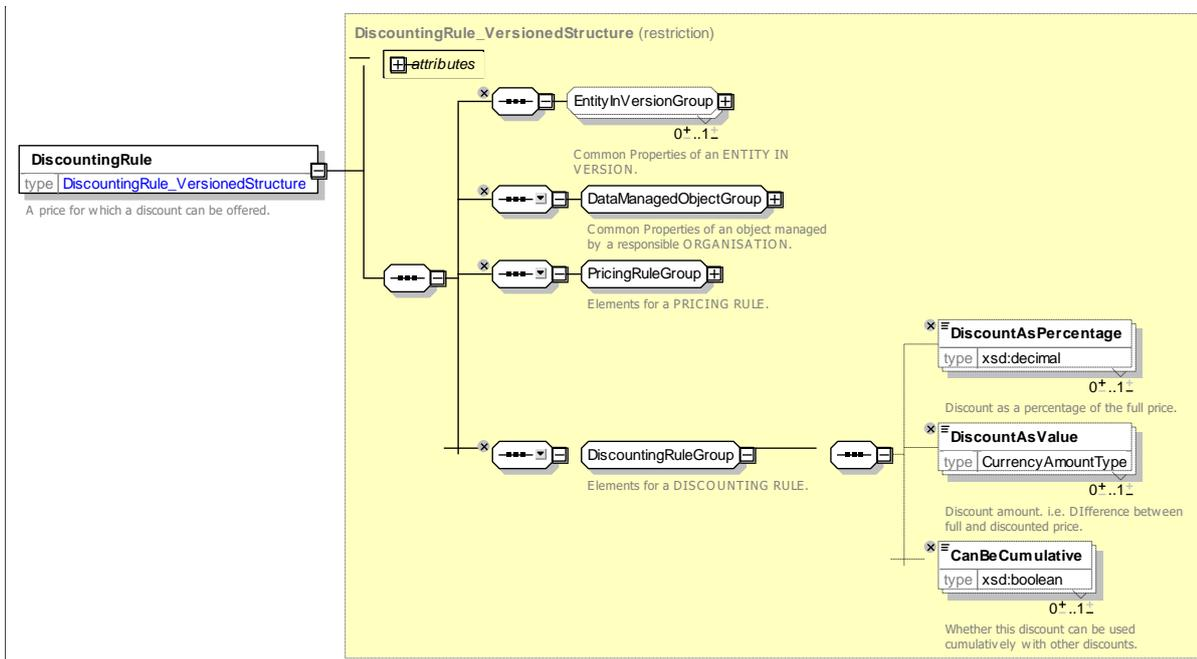 DiscountingRule_VersionedStructure (restriction)
attributes
EntityInVersionGroup
0..1
Common Properties of an ENTITY IN
VERSION.
DiscountingRule
type DiscountingRule_VersionedStructure
A price for which a discount can be offered.
DataManagedObjectGroup
Common Properties of an object managed
by a responsible ORGANISATION.
PricingRuleGroup
Elements for a PRICING RULE.
DiscountAsPercentage
type xsd:decimal
0..1
Discount as a percentage of the full price.
DiscountingRuleGroup
Elements for a DISCOUNTING RULE.
DiscountAsValue
type CurrencyAmountType
0..1
Discount amount. i.e. DIfference between
full and discounted price.
CanBeCumulative
type xsd:boolean
0..1
Whether this discount can be used
cumulatively with other discounts.